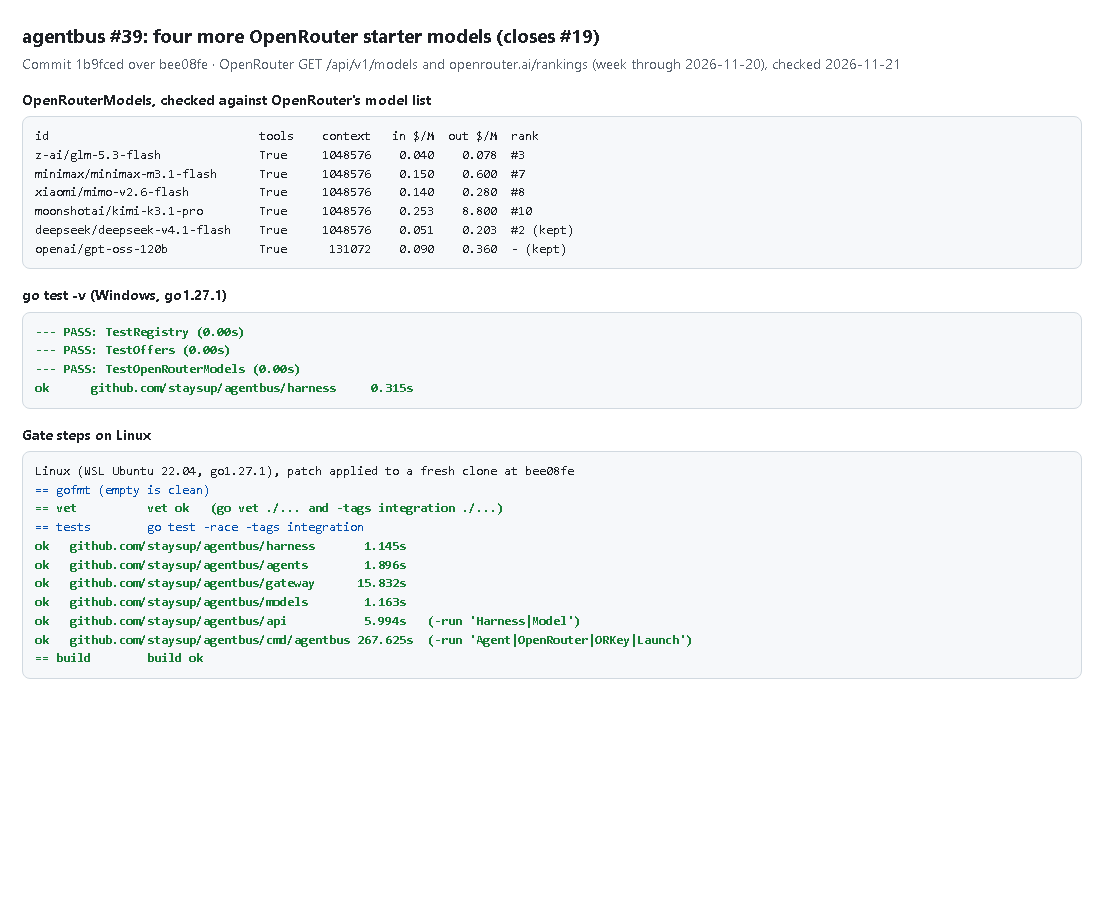 agentbus #39: four more OpenRouter starter models (closes #19)
Commit 1b9fced over bee08fe · OpenRouter GET /api/v1/models and openrouter.ai/rankings (week through 2026-11-20), checked 2026-11-21
OpenRouterModels, checked against OpenRouter's model list
id tools context in $/M out $/M rank
z-ai/glm-5.3-flash True 1048576 0.040 0.078 #3
minimax/minimax-m3.1-flash True 1048576 0.150 0.600 #7
xiaomi/mimo-v2.6-flash True 1048576 0.140 0.280 #8
moonshotai/kimi-k3.1-pro True 1048576 0.253 8.800 #10
deepseek/deepseek-v4.1-flash True 1048576 0.051 0.203 #2 (kept)
openai/gpt-oss-120b True 131072 0.090 0.360 - (kept)
go test -v (Windows, go1.27.1)
--- PASS: TestRegistry (0.00s)
--- PASS: TestOffers (0.00s)
--- PASS: TestOpenRouterModels (0.00s)
ok github.com/staysup/agentbus/harness 0.315s
Gate steps on Linux
Linux (WSL Ubuntu 22.04, go1.27.1), patch applied to a fresh clone at bee08fe
== gofmt (empty is clean)
== vet vet ok (go vet ./... and -tags integration ./...)
== tests go test -race -tags integration
ok github.com/staysup/agentbus/harness 1.145s
ok github.com/staysup/agentbus/agents 1.896s
ok github.com/staysup/agentbus/gateway 15.832s
ok github.com/staysup/agentbus/models 1.163s
ok github.com/staysup/agentbus/api 5.994s (-run 'Harness|Model')
ok github.com/staysup/agentbus/cmd/agentbus 267.625s (-run 'Agent|OpenRouter|ORKey|Launch')
== build build ok